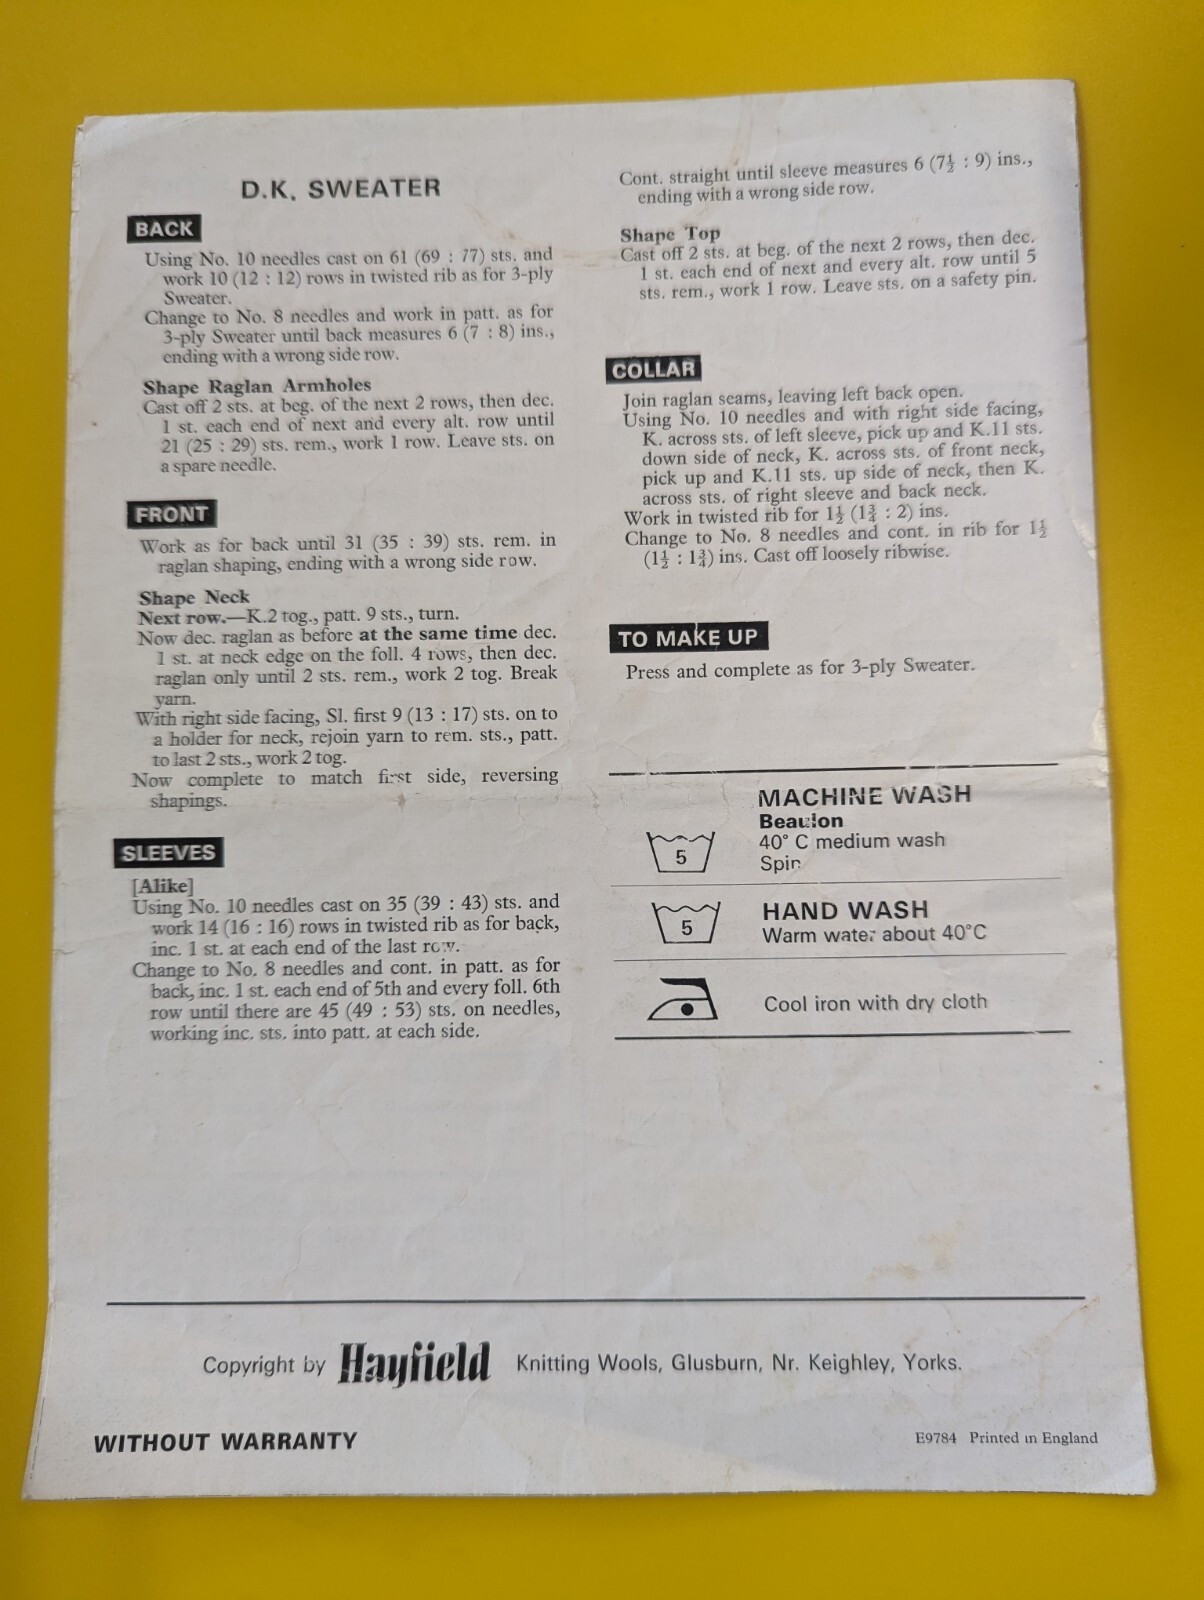 D.K. SWEATER
BACK
Using No. 10 needles cast on 61 (69 : 77) sts. and
work 10 (12 : 12) rows in twisted rib as for 3-ply
Sweater.
Change to No. 8 needles and work in patt. as for
3-ply Sweater until back measures 6 (7 : 8) ins.,
ending with a wrong side row.
Shape Raglan Armholes
Cast off 2 sts. at beg. of the next 2 rows, then dec.
1 st. each end of next and every alt. row until
21 (25 : 29) sts. rem., work 1 row. Leave sts. on
a spare needle.
FRONT
Work as for back until 31 (35 : 39) sts. rem. in
raglan shaping, ending with a wrong side row.
Shape Neck
Next row.—K.2 tog., patt. 9 sts., turn.
Now dec. raglan as before at the same time dec.
1 st. at neck edge on the foll. 4 rows, then dec.
raglan only until 2 sts. rem., work 2 tog. Break
yarn.
With right side facing, Sl. first 9 (13 : 17) sts. on to
a holder for neck, rejoin yarn to rem. sts., patt.
to last 2 sts., work 2 tog.
Now complete to match first side, reversing
shapings.
SLEEVES
[Alike]
Using No. 10 needles cast on 35 (39 : 43) sts. and
work 14 (16 : 16) rows in twisted rib as for back,
inc. 1 st. at each end of the last row.
Change to No. 8 needles and cont. in patt. as for
back, inc. 1 st. each end of 5th and every foll. 6th
row until there are 45 (49 : 53) sts. on needles,
working inc. sts. into patt. at each side.
Cont. straight until sleeve measures 6 (7½ : 9) ins.,
ending with a wrong side row.
Shape Top
Cast off 2 sts. at beg. of the next 2 rows, then dec.
1 st. each end of next and every alt. row until 5
sts. rem., work 1 row. Leave sts. on a safety pin.
COLLAR
Join raglan seams, leaving left back open.
Using No. 10 needles and with right side facing,
K. across sts. of left sleeve, pick up and K.11 sts.
down side of neck, K. across sts. of front neck,
pick up and K.11 sts. up side of neck, then K.
across sts. of right sleeve and back neck.
Work in twisted rib for 1½ (1¾ : 2) ins.
Change to No. 8 needles and cont. in rib for 1½
(1½ : 1¾) ins. Cast off loosely ribwise.
TO MAKE UP
Press and complete as for 3-ply Sweater.
MACHINE WASH
Beaulon
5
40° C medium wash
Spin
HAND WASH
5
Warm water about 40°C
Cool iron with dry cloth
Copyright by Hayfield Knitting Wools, Glusburn, Nr. Keighley, Yorks.
WITHOUT WARRANTY
E9784 Printed in England